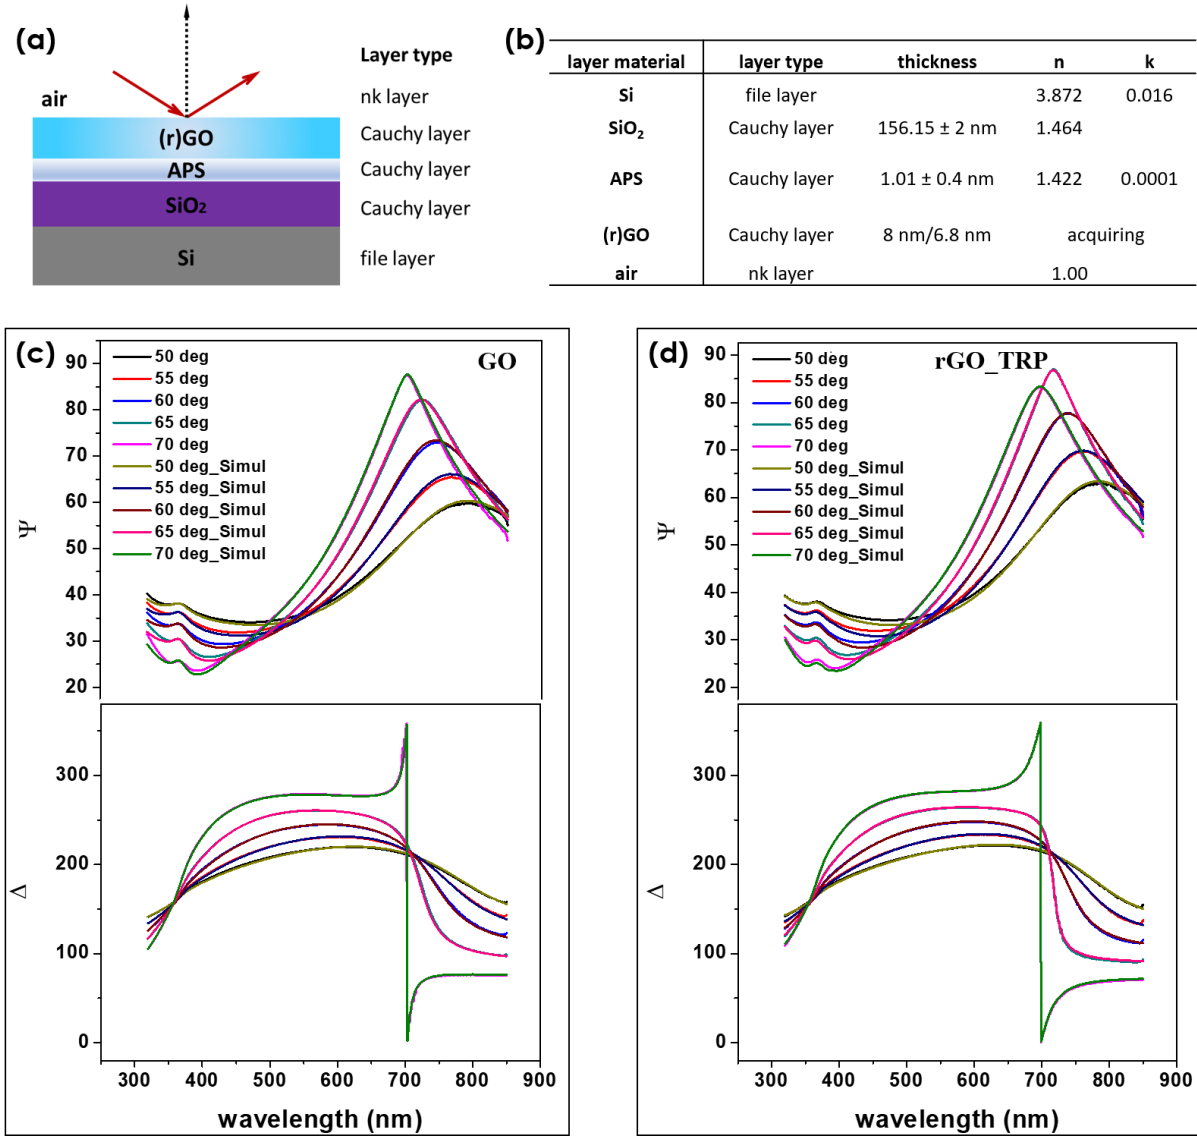 (a)
Layer type
air
nk layer
(r)GO
Cauchy layer
APS
Cauchy layer
SiO₂
Cauchy layer
Si
file layer
(b)
layer material layer type thickness n k
Si file layer 3.872 0.016
SiO₂ Cauchy layer 156.15 ± 2 nm 1.464
APS Cauchy layer 1.01 ± 0.4 nm 1.422 0.0001
(r)GO Cauchy layer 8 nm/6.8 nm acquiring
air nk layer 1.00
(c)
GO
50 deg
55 deg
60 deg
65 deg
70 deg
50 deg_Simul
55 deg_Simul
60 deg_Simul
65 deg_Simul
70 deg_Simul
90
80
70
60
50
40
30
20
Ψ
300
200
100
0
Δ
300 400 500 600 700 800 900
wavelength (nm)
(d)
rGO_TRP
50 deg
55 deg
60 deg
65 deg
70 deg
50 deg_Simul
55 deg_Simul
60 deg_Simul
65 deg_Simul
70 deg_Simul
90
80
70
60
50
40
30
20
Ψ
300
200
100
0
Δ
300 400 500 600 700 800 900
wavelength (nm)